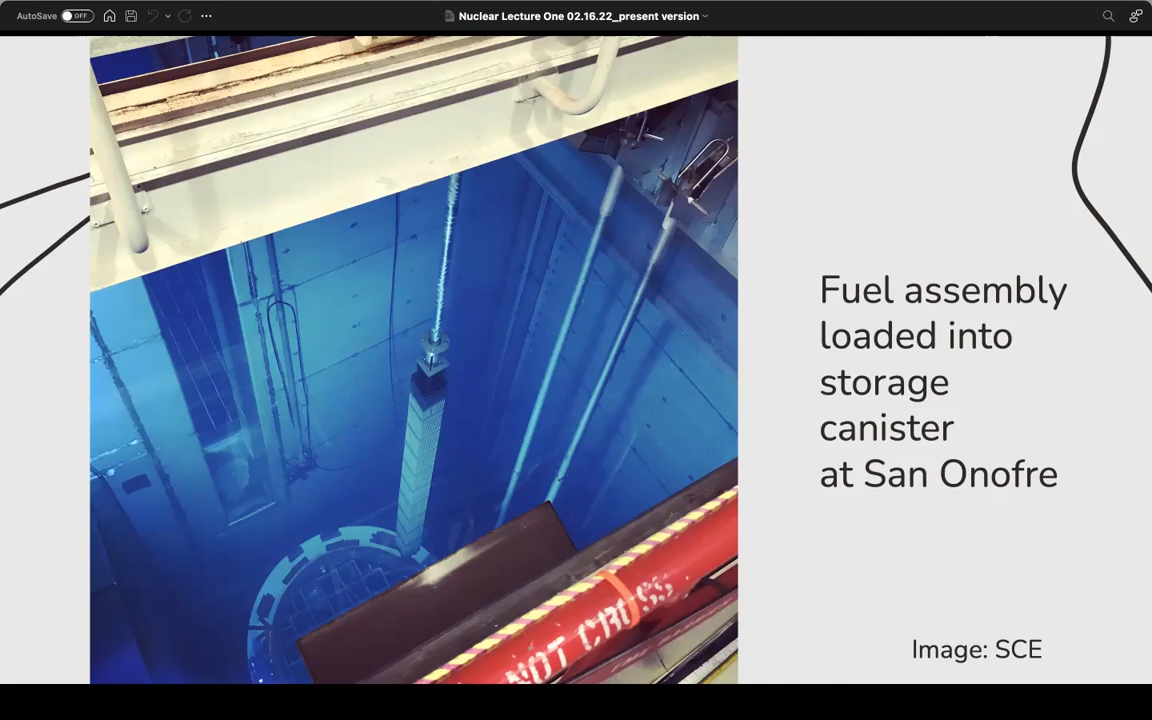 AutoSave OFF
Nuclear Lecture One 02.16.22_present version
Fuel assembly
loaded into
storage
canister
at San Onofre
NOT CROSS
Image: SCE